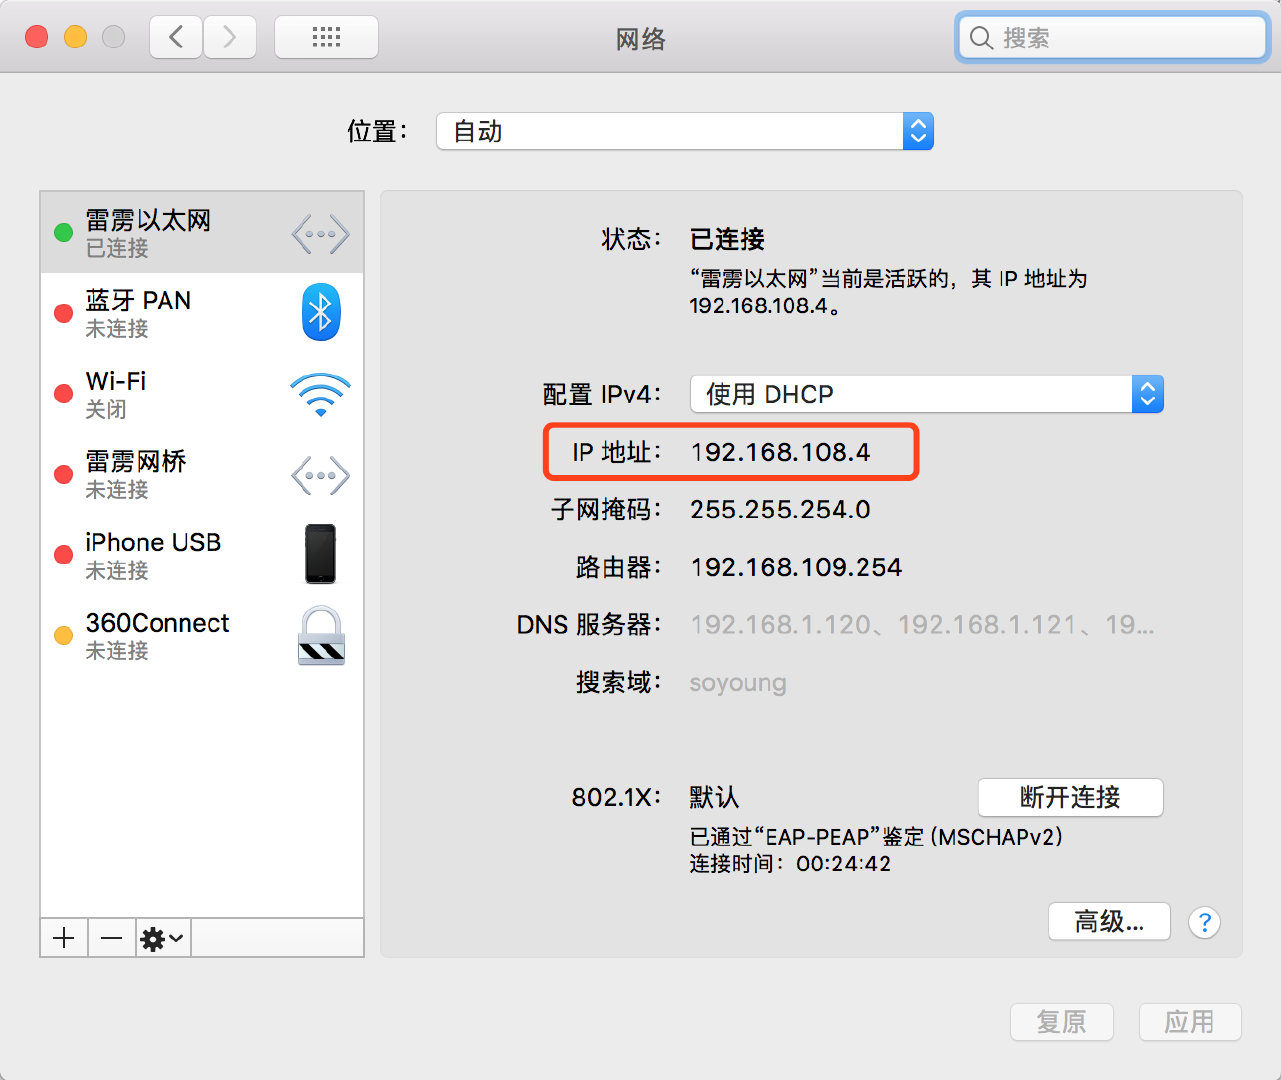 网络
搜索
位置： 自动
雷雳以太网
已连接
蓝牙 PAN
未连接
Wi-Fi
关闭
雷雳网桥
未连接
iPhone USB
未连接
360Connect
未连接
状态： 已连接
“雷雳以太网”当前是活跃的，其 IP 地址为
192.168.108.4。
配置 IPv4： 使用 DHCP
IP 地址： 192.168.108.4
子网掩码： 255.255.254.0
路由器： 192.168.109.254
DNS 服务器： 192.168.1.120、192.168.1.121、19...
搜索域： soyoung
802.1X： 默认 断开连接
已通过“EAP-PEAP”鉴定 (MSCHAPv2)
连接时间：00:24:42
高级... ?
复原 应用